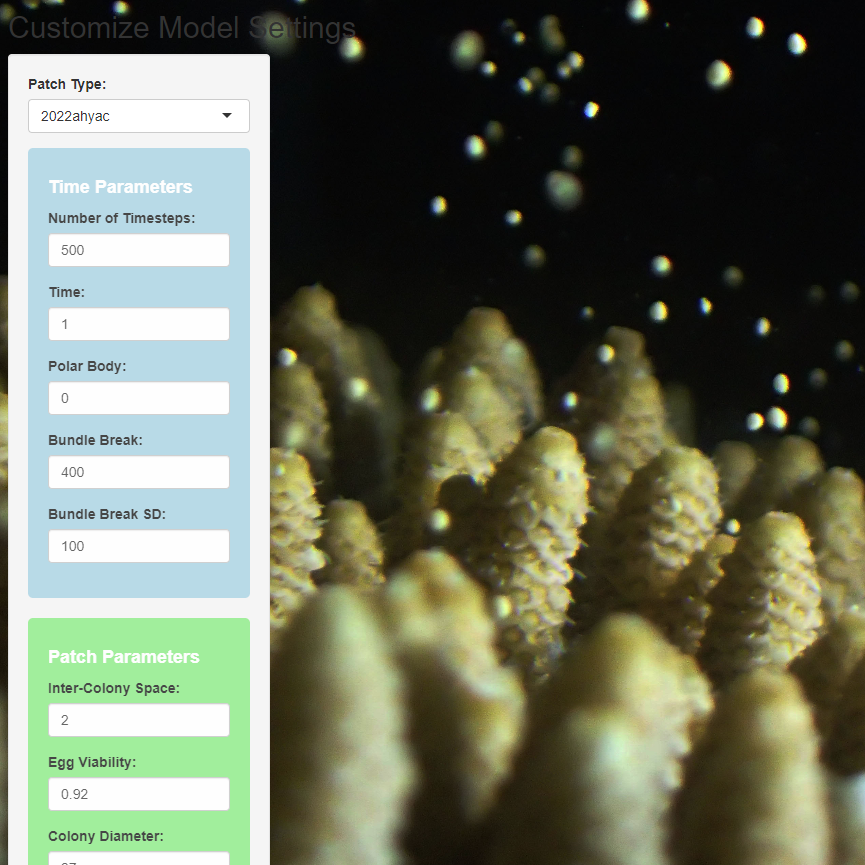 Customize Model Settings
Patch Type:
2022ahyac
Time Parameters
Number of Timesteps:
500
Time:
1
Polar Body:
0
Bundle Break:
400
Bundle Break SD:
100
Patch Parameters
Inter-Colony Space:
2
Egg Viability:
0.92
Colony Diameter: